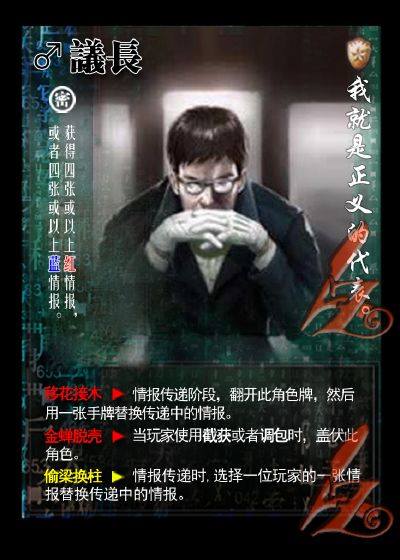 ♂議長
密
获得四张或以上红情报，
或者四张或以上蓝情报。
我就是正义的代表。
移花接木 ▶ 情报传递阶段，翻开此角色牌，然后
用一张手牌替换传递中的情报。
金蝉脱壳 ▶ 当玩家使用截获或者调包时，盖伏此
角色。
偷梁换柱 ▶ 情报传递时,选择一位玩家的一张情
报替换传递中的情报。